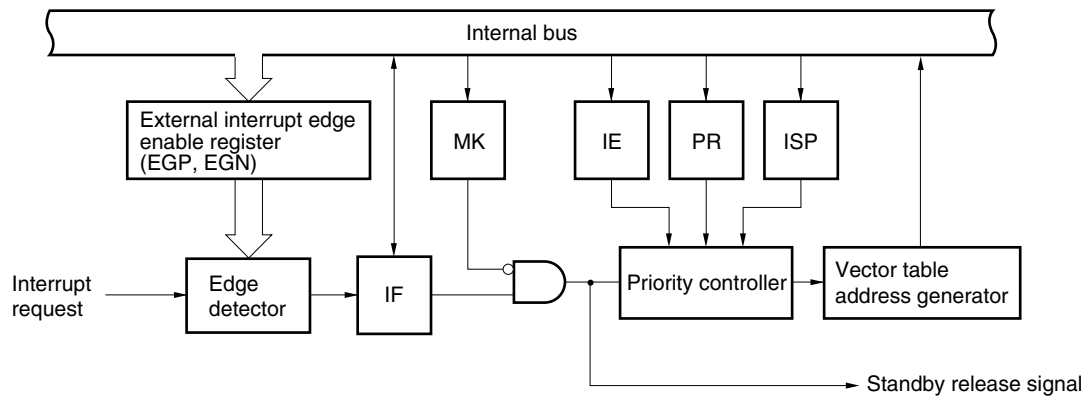 Internal bus
External interrupt edge
enable register
(EGP, EGN)
MK
IE
PR
ISP
Interrupt
request
Edge
detector
IF
Priority controller
Vector table
address generator
Standby release signal